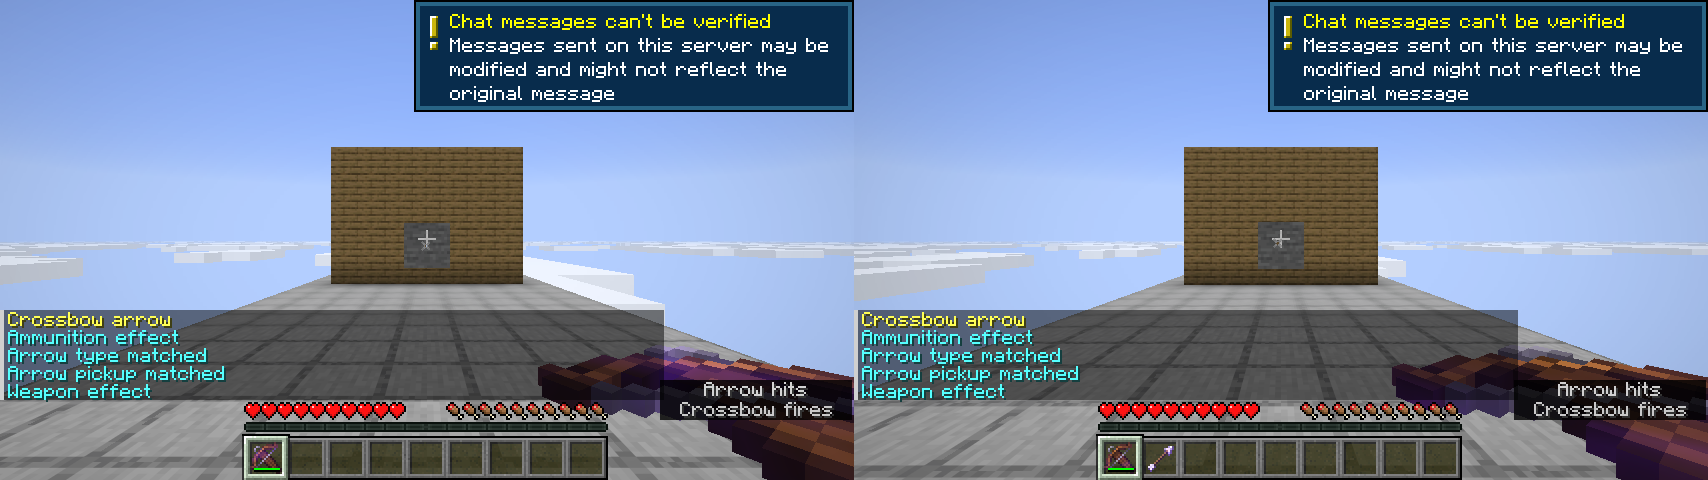 Chat messages can't be verified
Messages sent on this server may be
modified and might not reflect the
original message
Crossbow arrow
Ammunition effect
Arrow type matched
Arrow pickup matched
Weapon effect
Arrow hits
Crossbow fires
Chat messages can't be verified
Messages sent on this server may be
modified and might not reflect the
original message
Crossbow arrow
Ammunition effect
Arrow type matched
Arrow pickup matched
Weapon effect
Arrow hits
Crossbow fires